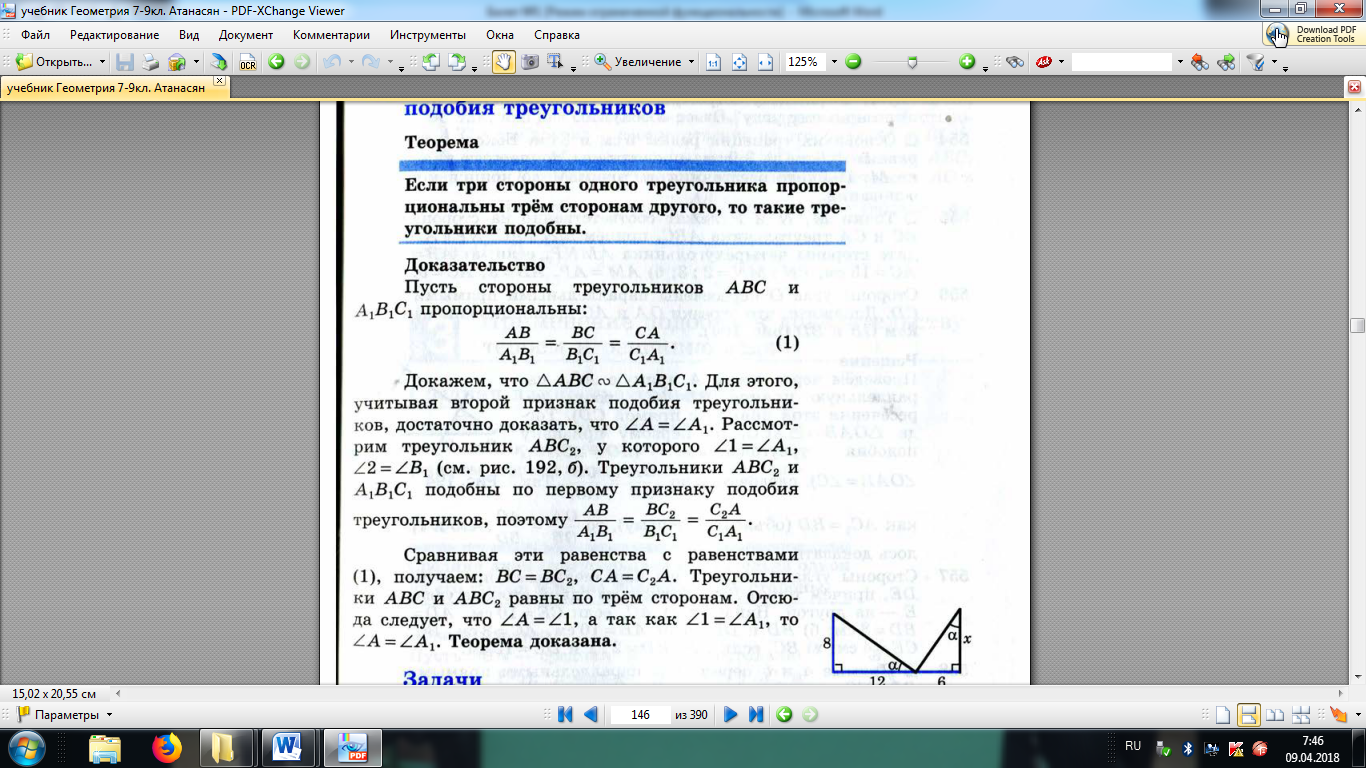 учебник Геометрия 7-9кл. Атанасян - PDF-XChange Viewer
Файл Редактирование Вид Документ Комментарии Инструменты Окна Справка
Download PDF
Creation Tools
Открыть... OCR Увеличение 125% Ask
учебник Геометрия 7-9кл. Атанасян
подобия треугольников
Теорема
Если три стороны одного треугольника пропор-
циональны трём сторонам другого, то такие тре-
угольники подобны.
Доказательство
Пусть стороны треугольников ABC и
A₁B₁C₁ пропорциональны:
AB/A₁B₁ = BC/B₁C₁ = CA/C₁A₁. (1)
Докажем, что △ABC ∾ △A₁B₁C₁. Для этого,
учитывая второй признак подобия треугольни-
ков, достаточно доказать, что ∠A = ∠A₁. Рассмот-
рим треугольник ABC₂, у которого ∠1 = ∠A₁,
∠2 = ∠B₁ (см. рис. 192, б). Треугольники ABC₂ и
A₁B₁C₁ подобны по первому признаку подобия
треугольников, поэтому AB/A₁B₁ = BC₂/B₁C₁ = C₂A/C₁A₁.
Сравнивая эти равенства с равенствами
(1), получаем: BC = BC₂, CA = C₂A. Треугольни-
ки ABC и ABC₂ равны по трём сторонам. Отсю-
да следует, что ∠A = ∠1, а так как ∠1 = ∠A₁, то
∠A = ∠A₁. Теорема доказана.
8 α α x
12 6
Задачи
15,02 x 20,55 см
Параметры 146 из 390
RU 7:46
09.04.2018